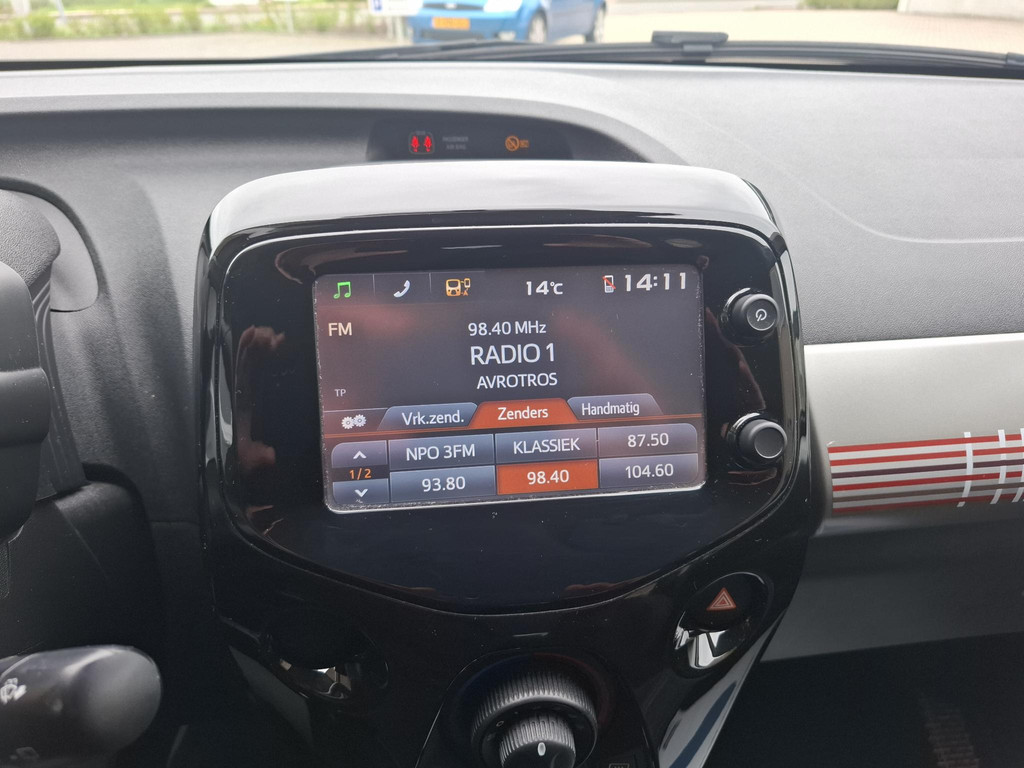 14°C 14:11
FM
98.40 MHz
RADIO 1
AVROTROS
TP
Vrk.zend. Zenders Handmatig
NPO 3FM KLASSIEK 87.50
1/2
93.80 98.40 104.60